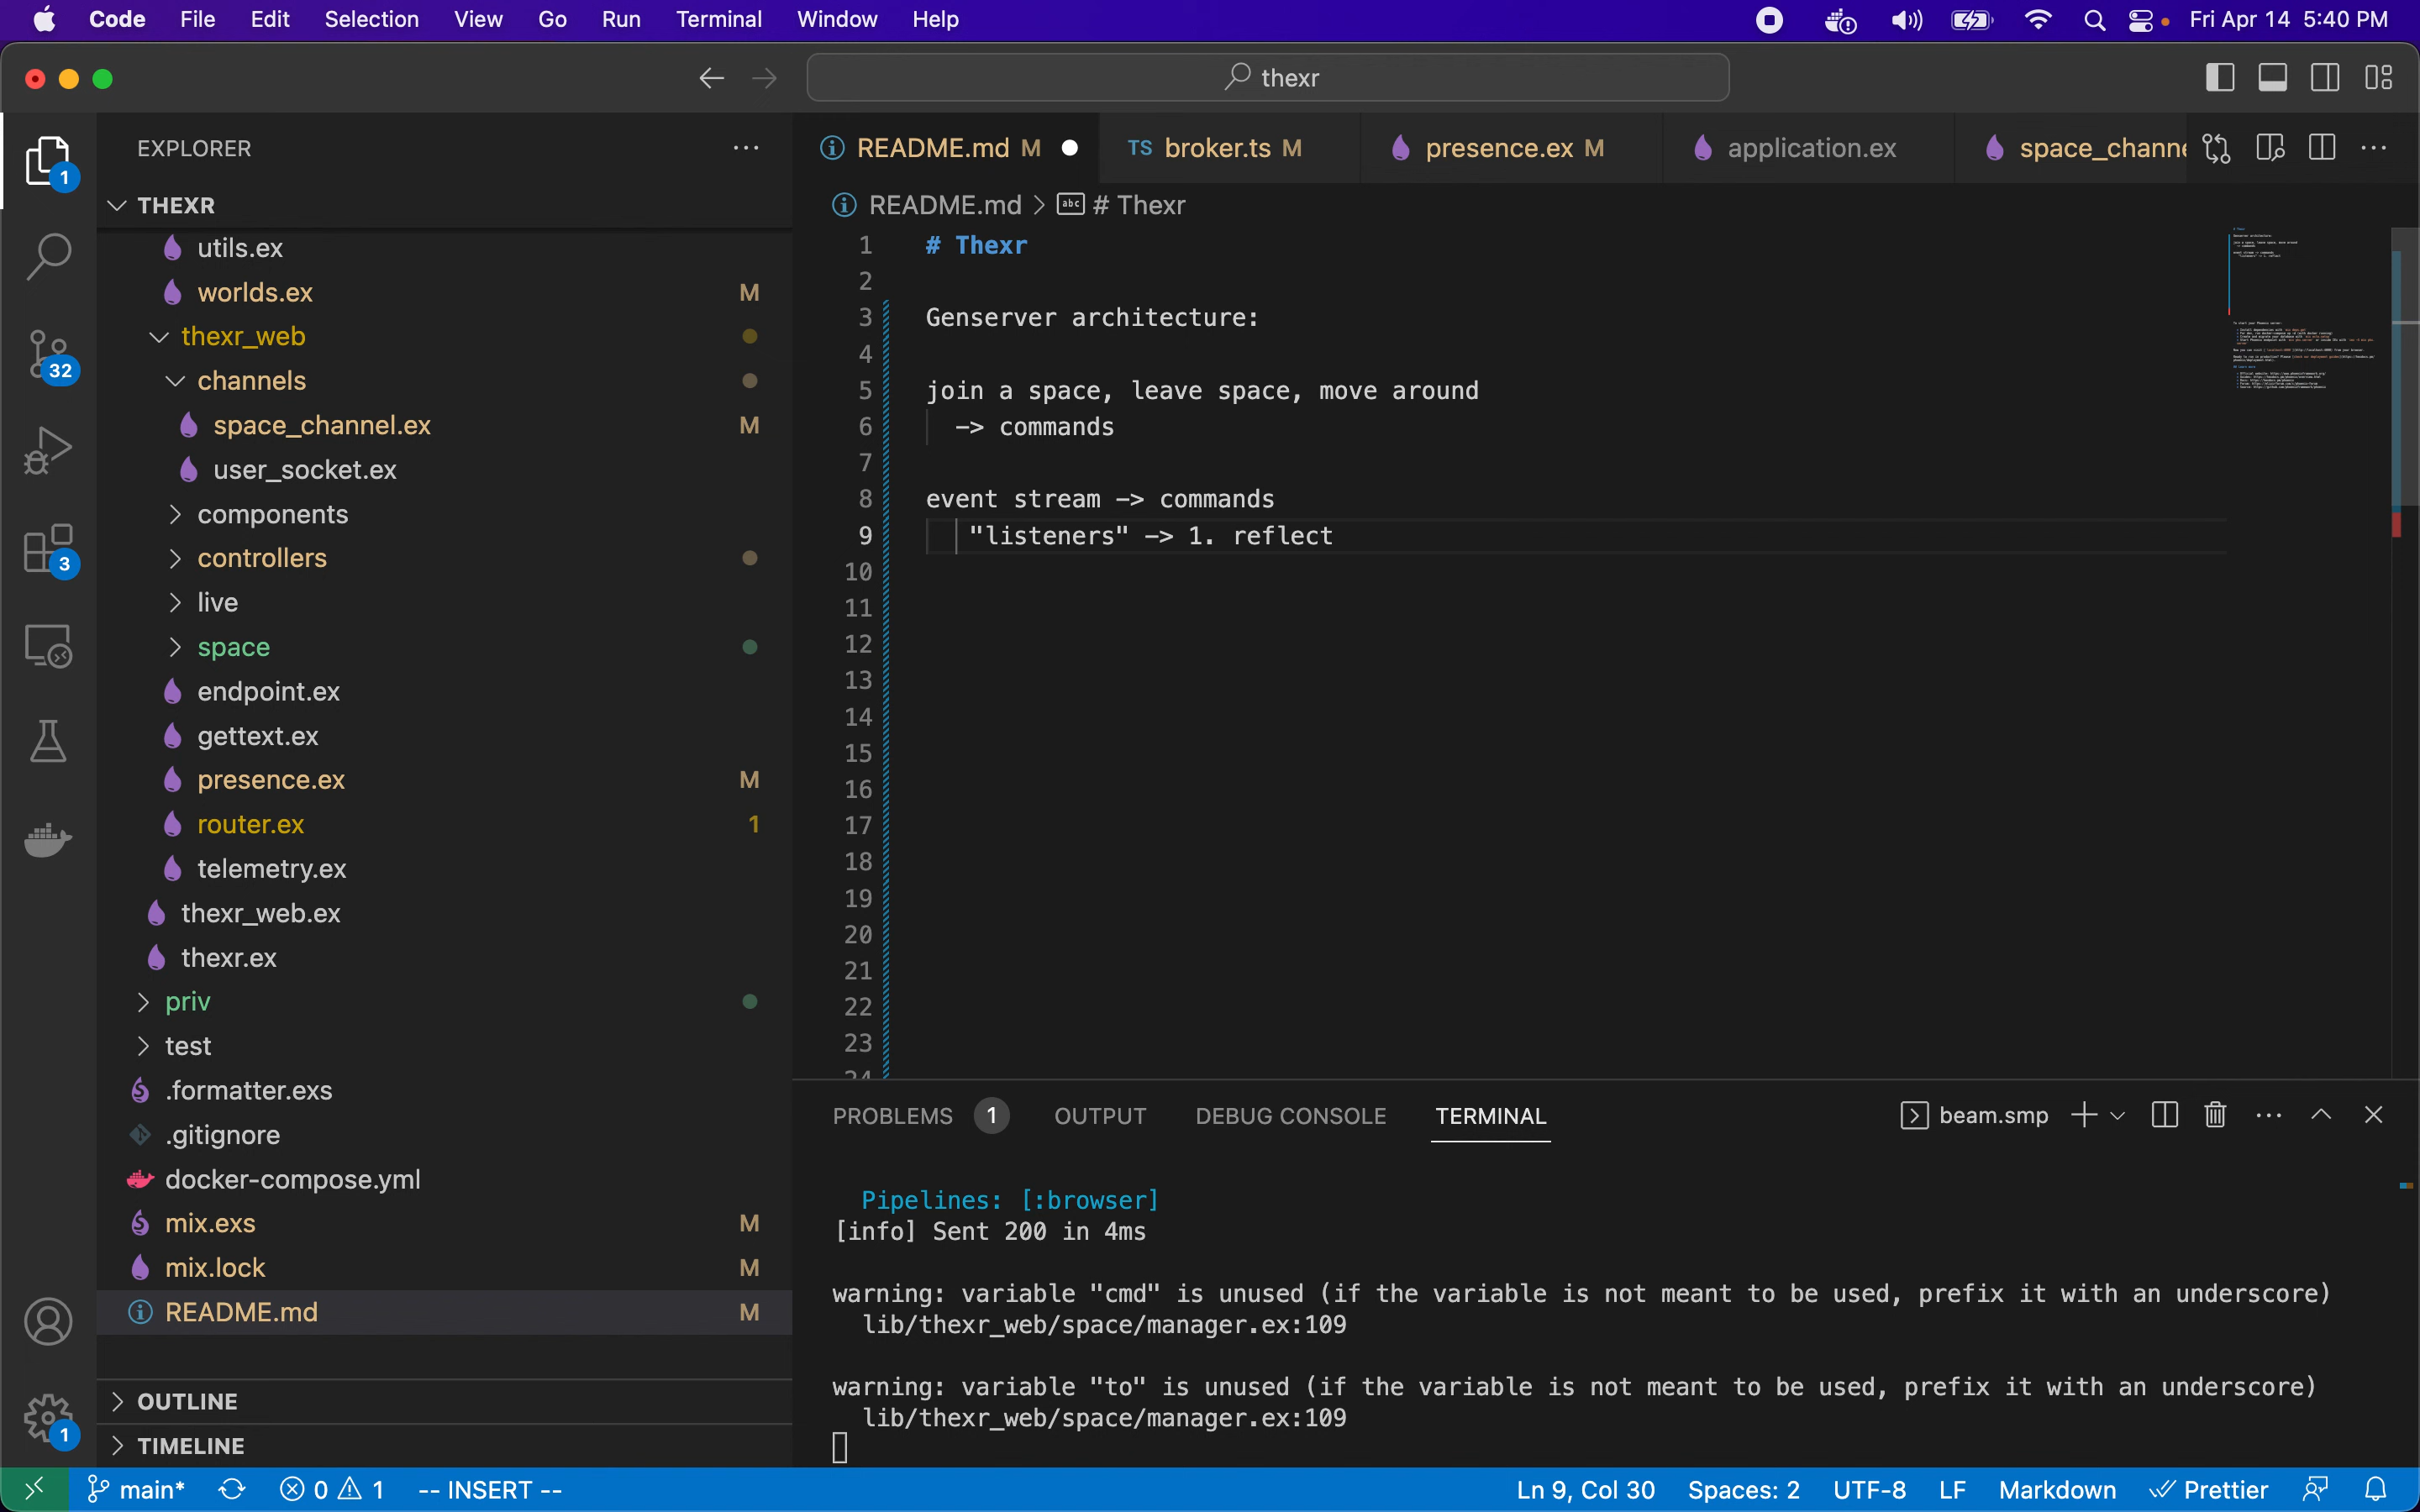 Code File Edit Selection View Go Run Terminal Window Help Fri Apr 14 5:40 PM
thexr
EXPLORER
README.md M
TS broker.ts M
presence.ex M
application.ex
space_channe
THEXR
README.md > # Thexr
utils.ex
worlds.ex M
thexr_web
channels
space_channel.ex M
user_socket.ex
components
controllers
live
space
endpoint.ex
gettext.ex
presence.ex M
router.ex 1
telemetry.ex
thexr_web.ex
thexr.ex
priv
test
.formatter.exs
.gitignore
docker-compose.yml
mix.exs M
mix.lock M
README.md M
OUTLINE
TIMELINE
1
32
3
1
1 # Thexr
2
3 Genserver architecture:
4
5 join a space, leave space, move around
6 -> commands
7
8 event stream -> commands
9 "listeners" -> 1. reflect
10
11
12
13
14
15
16
17
18
19
20
21
22
23
24
PROBLEMS 1 OUTPUT DEBUG CONSOLE TERMINAL beam.smp
Pipelines: [:browser]
[info] Sent 200 in 4ms
warning: variable "cmd" is unused (if the variable is not meant to be used, prefix it with an underscore)
lib/thexr_web/space/manager.ex:109
warning: variable "to" is unused (if the variable is not meant to be used, prefix it with an underscore)
lib/thexr_web/space/manager.ex:109
main* 0 1 -- INSERT -- Ln 9, Col 30 Spaces: 2 UTF-8 LF Markdown Prettier